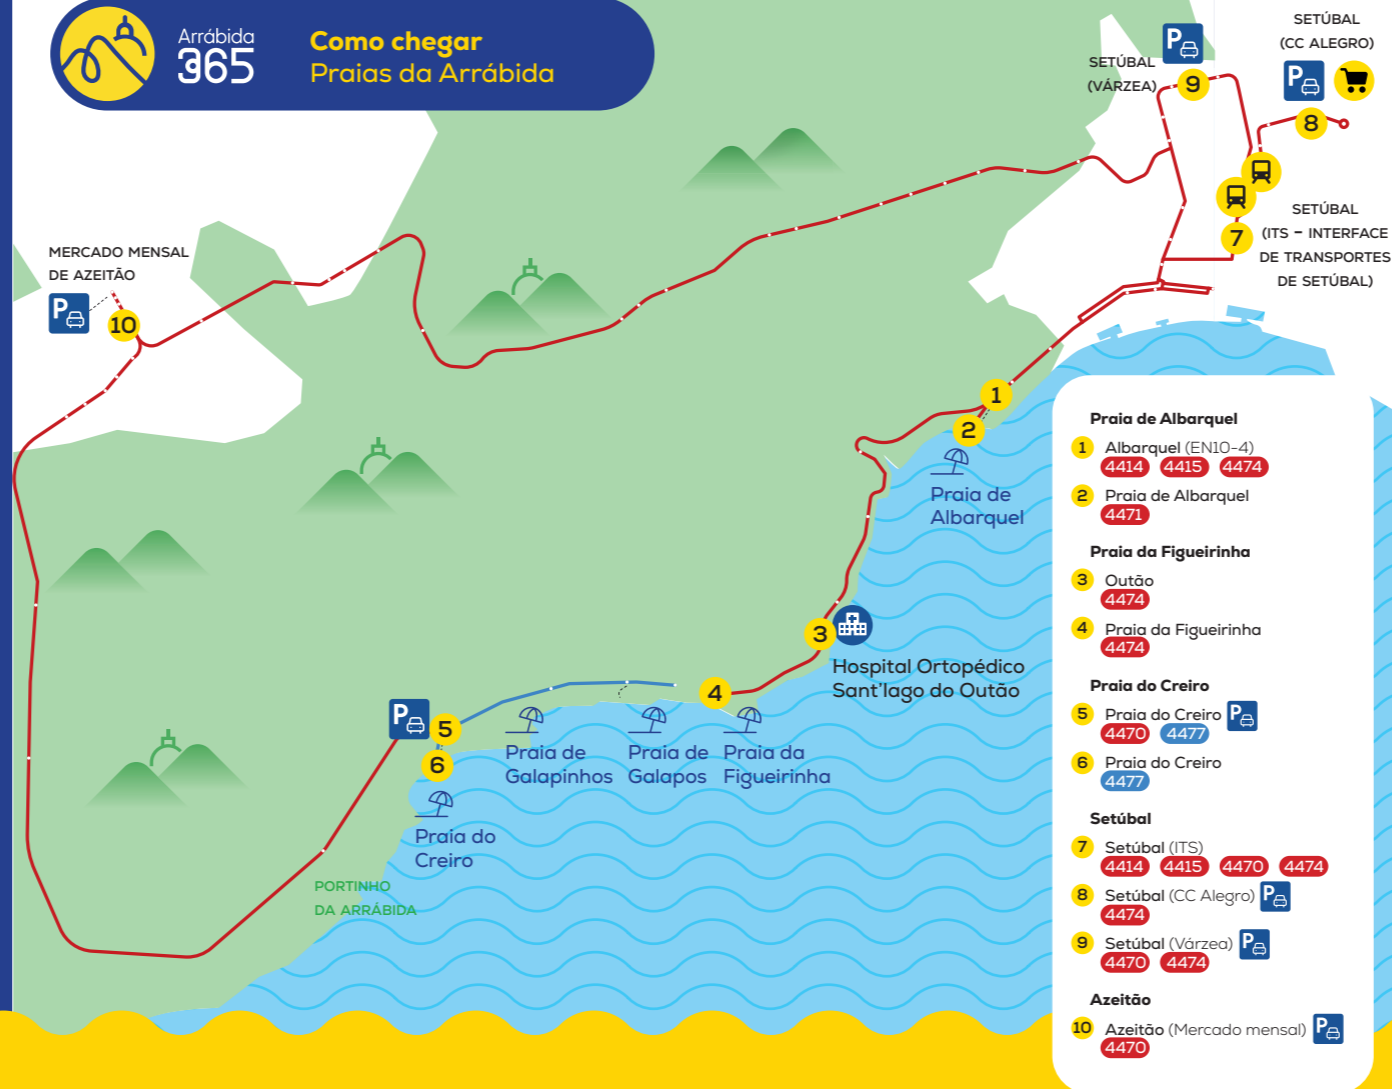 Arrábida
365
Como chegar
Praias da Arrábida
SETÚBAL
(VÁRZEA)
P
9
SETÚBAL
(CC ALEGRO)
P
8
7
SETÚBAL
(ITS – INTERFACE
DE TRANSPORTES
DE SETÚBAL)
MERCADO MENSAL
DE AZEITÃO
P
10
1
2
Praia de
Albarquel
3
Hospital Ortopédico
Sant'Iago do Outão
4
P
5
6
Praia de
Galapinhos
Praia de
Galapos
Praia da
Figueirinha
Praia do
Creiro
PORTINHO
DA ARRÁBIDA
Praia de Albarquel
1 Albarquel (EN10-4)
4414 4415 4474
2 Praia de Albarquel
4471
Praia da Figueirinha
3 Outão
4474
4 Praia da Figueirinha
4474
Praia do Creiro
5 Praia do Creiro P
4470 4477
6 Praia do Creiro
4477
Setúbal
7 Setúbal (ITS)
4414 4415 4470 4474
8 Setúbal (CC Alegro) P
4474
9 Setúbal (Várzea) P
4470 4474
Azeitão
10 Azeitão (Mercado mensal) P
4470